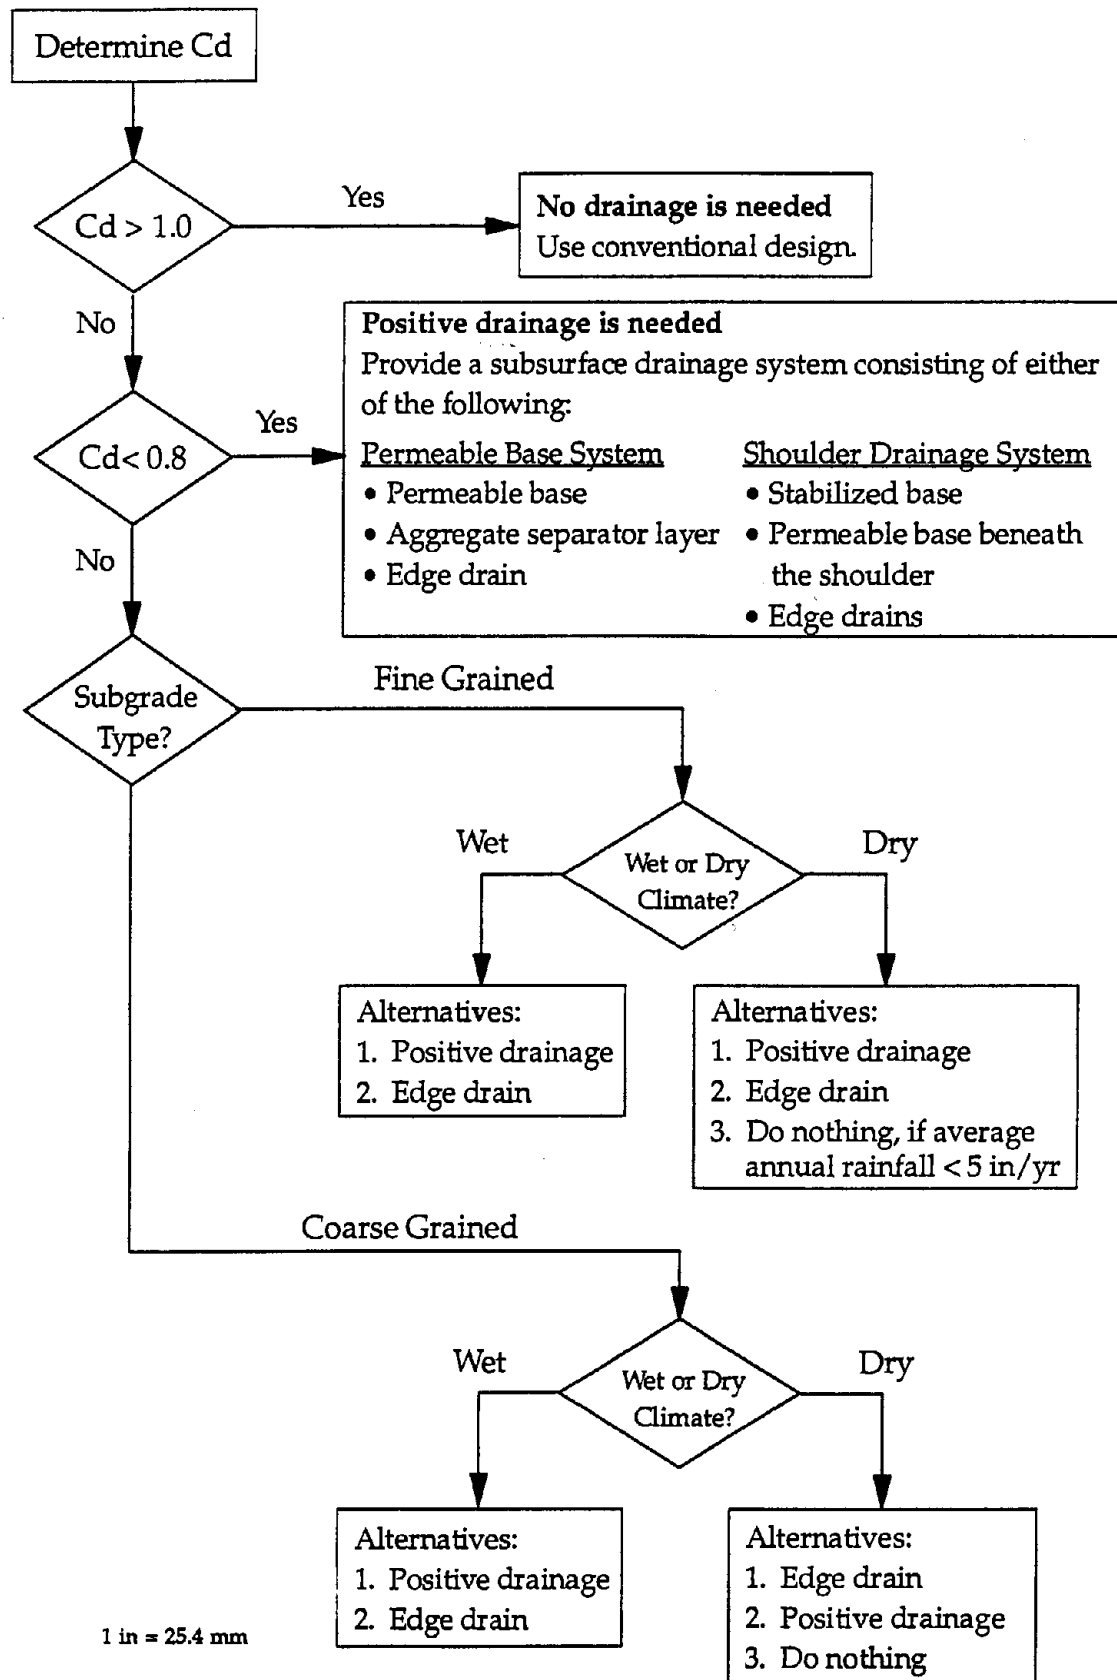 Determine Cd
Cd > 1.0
Yes
No drainage is needed
Use conventional design.
No
Positive drainage is needed
Provide a subsurface drainage system consisting of either
of the following:
Cd< 0.8
Yes
Permeable Base System
• Permeable base
• Aggregate separator layer
• Edge drain
Shoulder Drainage System
• Stabilized base
• Permeable base beneath
the shoulder
• Edge drains
No
Subgrade
Type?
Fine Grained
Wet
Wet or Dry
Climate?
Dry
Alternatives:
1. Positive drainage
2. Edge drain
Alternatives:
1. Positive drainage
2. Edge drain
3. Do nothing, if average
annual rainfall < 5 in/yr
Coarse Grained
Wet
Wet or Dry
Climate?
Dry
Alternatives:
1. Positive drainage
2. Edge drain
Alternatives:
1. Edge drain
2. Positive drainage
3. Do nothing
1 in = 25.4 mm